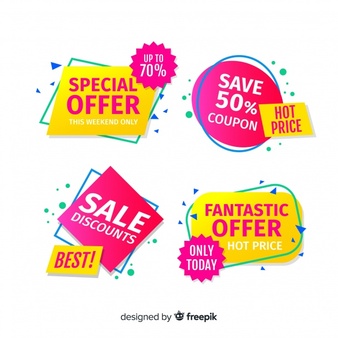 SPECIAL
OFFER
THIS WEEKEND ONLY
UP TO
70%
SAVE
50%
COUPON
HOT
PRICE
SALE
DISCOUNTS
BEST!
FANTASTIC
OFFER
HOT PRICE
ONLY
TODAY
designed by freepik